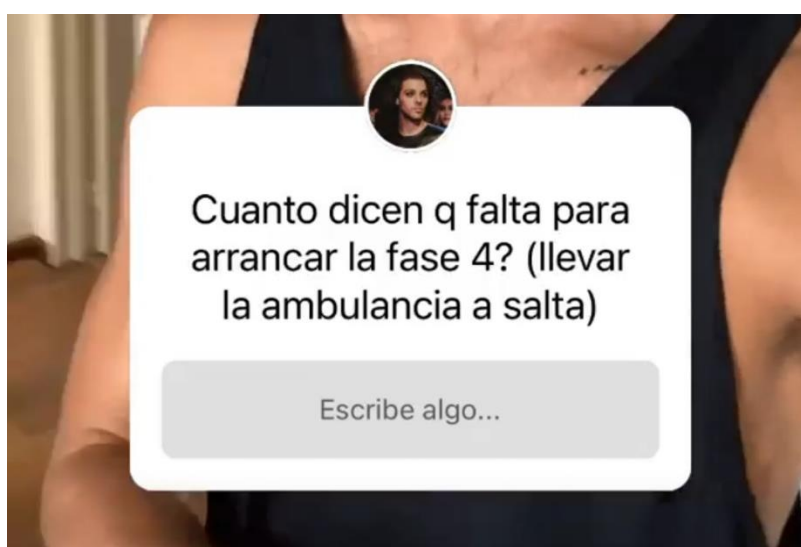 Cuanto dicen q falta para
arrancar la fase 4? (llevar
la ambulancia a salta)
Escribe algo...